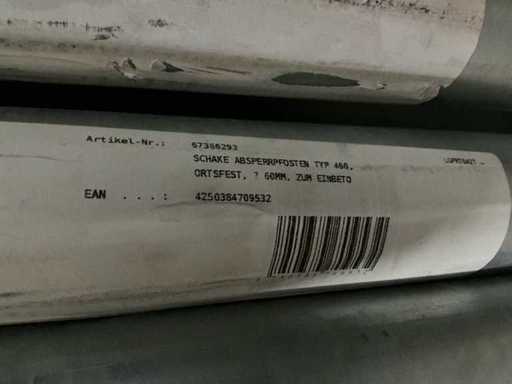 Artikel-Nr.: 67386293
SCHAKE ABSPERRPFOSTEN TYP 460,
ORTSFEST, ? 60MM, ZUM EINBETO
EAN ....: 4250384709532